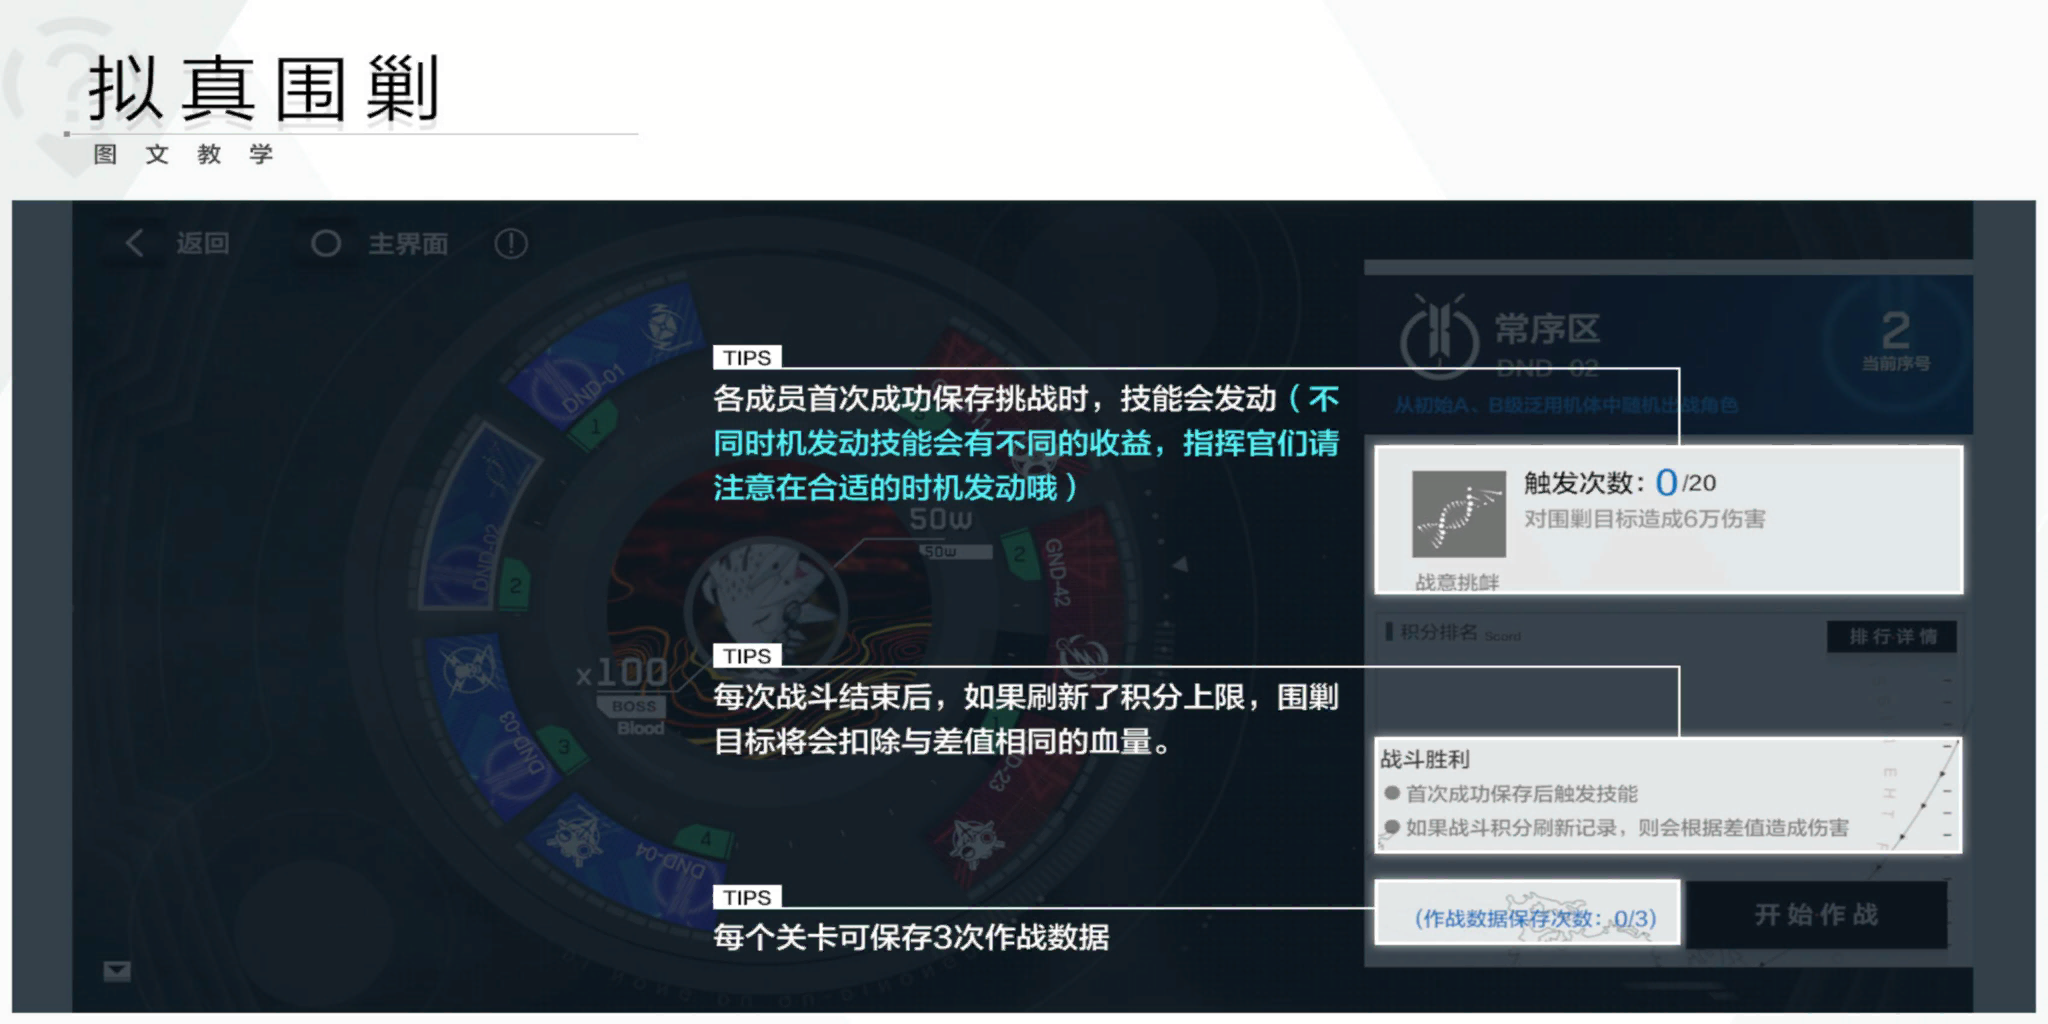 拟真围剿
图文教学
返回
主界面
DND-01
1
DND-02
2
DND-03
3
DND-04
4
50w
50w
x100
BOSS
Blood
2
GND-42
TIPS
各成员首次成功保存挑战时，技能会发动（不
同时机发动技能会有不同的收益，指挥官们请
注意在合适的时机发动哦）
TIPS
每次战斗结束后，如果刷新了积分上限，围剿
目标将会扣除与差值相同的血量。
TIPS
每个关卡可保存3次作战数据
常序区
DND-02
2
当前序号
从初始A、B级泛用机体中随机出战角色
触发次数：0/20
对围剿目标造成6万伤害
战意挑衅
积分排名 Scord
排行详情
战斗胜利
首次成功保存后触发技能
如果战斗积分刷新记录，则会根据差值造成伤害
(作战数据保存次数：0/3)
开始作战